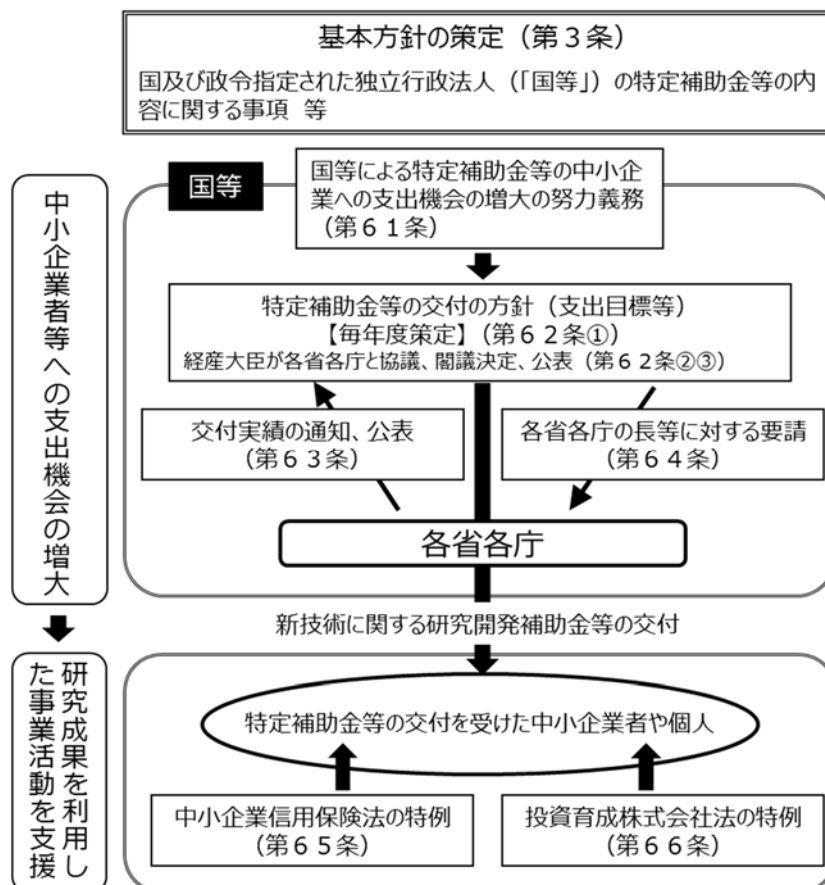 基本方針の策定（第３条）
国及び政令指定された独立行政法人（「国等」）の特定補助金等の内
容に関する事項 等
中小企業者等への支出機会の増大
国等
国等による特定補助金等の中小企
業への支出機会の増大の努力義務
（第６１条）
特定補助金等の交付の方針（支出目標等）
【毎年度策定】（第６２条①）
経産大臣が各省各庁と協議、閣議決定、公表（第６２条②③）
交付実績の通知、公表
（第６３条）
各省各庁の長等に対する要請
（第６４条）
各省各庁
新技術に関する研究開発補助金等の交付
研究成果を利用し
た事業活動を支援
特定補助金等の交付を受けた中小企業者や個人
中小企業信用保険法の特例
（第６５条）
投資育成株式会社法の特例
（第６６条）